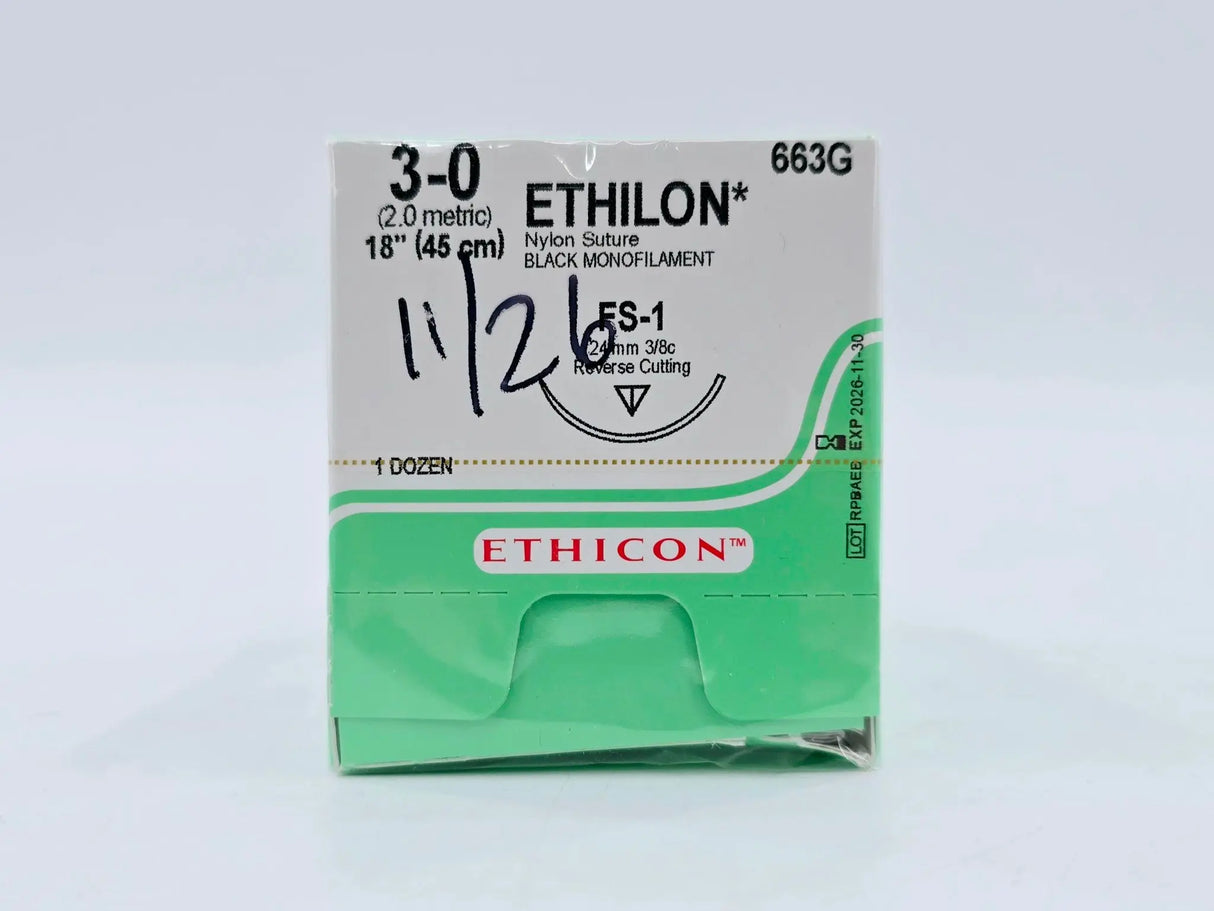 3-0
(2.0 metric)
18" (45 cm)
ETHILON*
Nylon Suture
BLACK MONOFILAMENT
663G
11/26
FS-1
24mm 3/8c
Reverse Cutting
1 DOZEN
LOT RPBAEB EXP 2026-11-30
ETHICON™